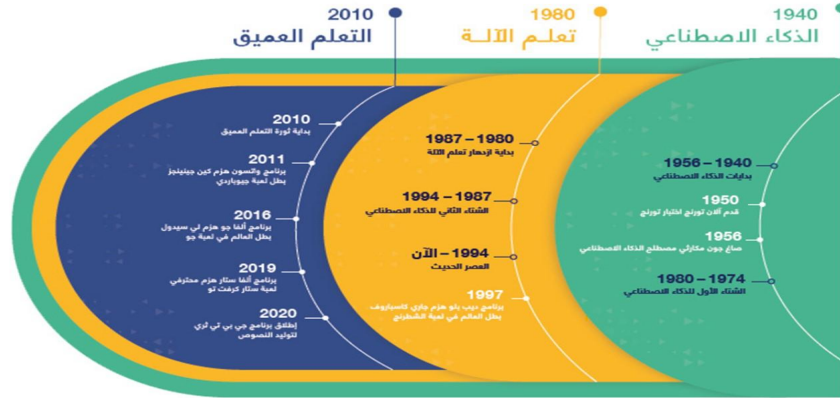 1940
الذكاء الاصطناعي
1940 – 1956
بدايات الذكاء الاصطناعي
1950
قدم آلان تورنج اختبار تورنج
1956
صاغ جون مكارثي مصطلح الذكاء الاصطناعي
1974 – 1980
الشتاء الأول للذكاء الاصطناعي
1980
تعلم الآلة
1980 – 1987
بداية ازدهار تعلم الآلة
1987 – 1994
الشتاء الثاني للذكاء الاصطناعي
1994 – الآن
العصر الحديث
1997
برنامج ديب بلو هزم جاري كاسباروف
بطل العالم في لعبة الشطرنج
2010
التعلم العميق
2010
بداية ثورة التعلم العميق
2011
برنامج واتسون هزم كين جينينجز
بطل لعبة جيوباردي
2016
برنامج ألفا جو هزم لي سيدول
بطل العالم في لعبة جو
2019
برنامج ألفا ستار هزم محترفي
لعبة ستار كرفت تو
2020
إطلاق برنامج جي بي تي ثري
لتوليد النصوص